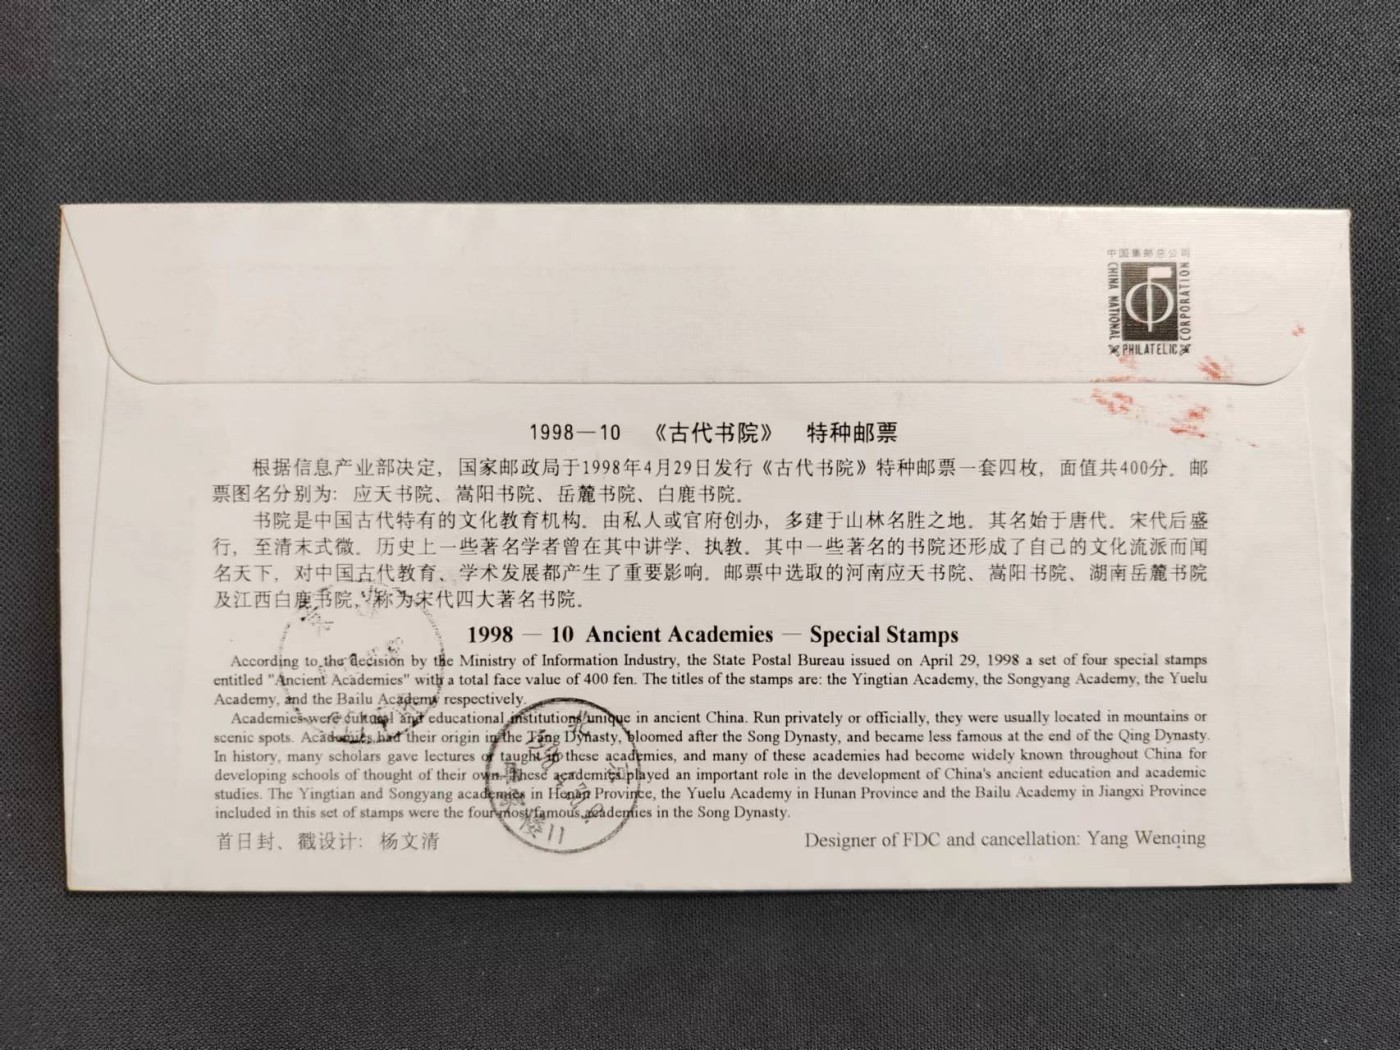 中国集邮总公司
CHINA NATIONAL
PHILATELIC
CORPORATION
1998—10 《古代书院》 特种邮票
根据信息产业部决定，国家邮政局于1998年4月29日发行《古代书院》特种邮票一套四枚，面值共400分。邮
票图名分别为：应天书院、嵩阳书院、岳麓书院、白鹿书院。
书院是中国古代特有的文化教育机构。由私人或官府创办，多建于山林名胜之地。其名始于唐代。宋代后盛
行，至清末式微。历史上一些著名学者曾在其中讲学、执教。其中一些著名的书院还形成了自己的文化流派而闻
名天下，对中国古代教育、学术发展都产生了重要影响。邮票中选取的河南应天书院、嵩阳书院、湖南岳麓书院
及江西白鹿书院，称为宋代四大著名书院。
1998 — 10 Ancient Academies — Special Stamps
According to the decision by the Ministry of Information Industry, the State Postal Bureau issued on April 29, 1998 a set of four special stamps
entitled "Ancient Academies" with a total face value of 400 fen. The titles of the stamps are: the Yingtian Academy, the Songyang Academy, the Yuelu
Academy, and the Bailu Academy respectively.
Academies were cultural and educational institutions unique in ancient China. Run privately or officially, they were usually located in mountains or
scenic spots. Academies had their origin in the Tang Dynasty, bloomed after the Song Dynasty, and became less famous at the end of the Qing Dynasty.
In history, many scholars gave lectures or taught in these academies, and many of these academies had become widely known throughout China for
developing schools of thought of their own. These academies played an important role in the development of China's ancient education and academic
studies. The Yingtian and Songyang academies in Henan Province, the Yuelu Academy in Hunan Province and the Bailu Academy in Jiangxi Province
included in this set of stamps were the four most famous academies in the Song Dynasty.
首日封、戳设计：杨文清
Designer of FDC and cancellation: Yang Wenqing